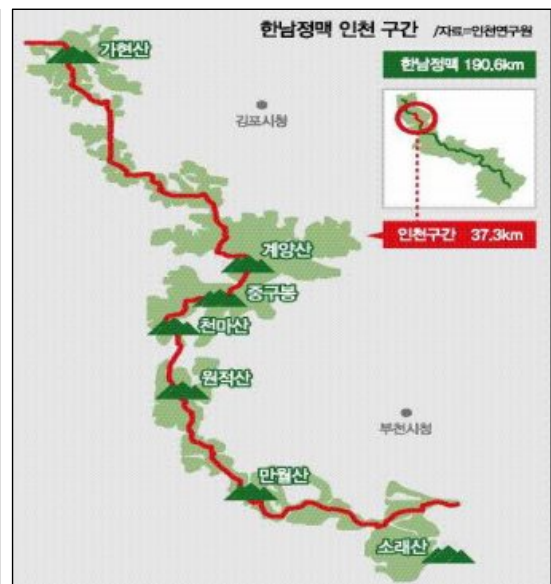 한남정맥 인천 구간 /자료=인천연구원
가현산
한남정맥 190.6km
김포시청
인천구간 37.3km
계양산
중구봉
천마산
원적산
부천시청
만월산
소래산